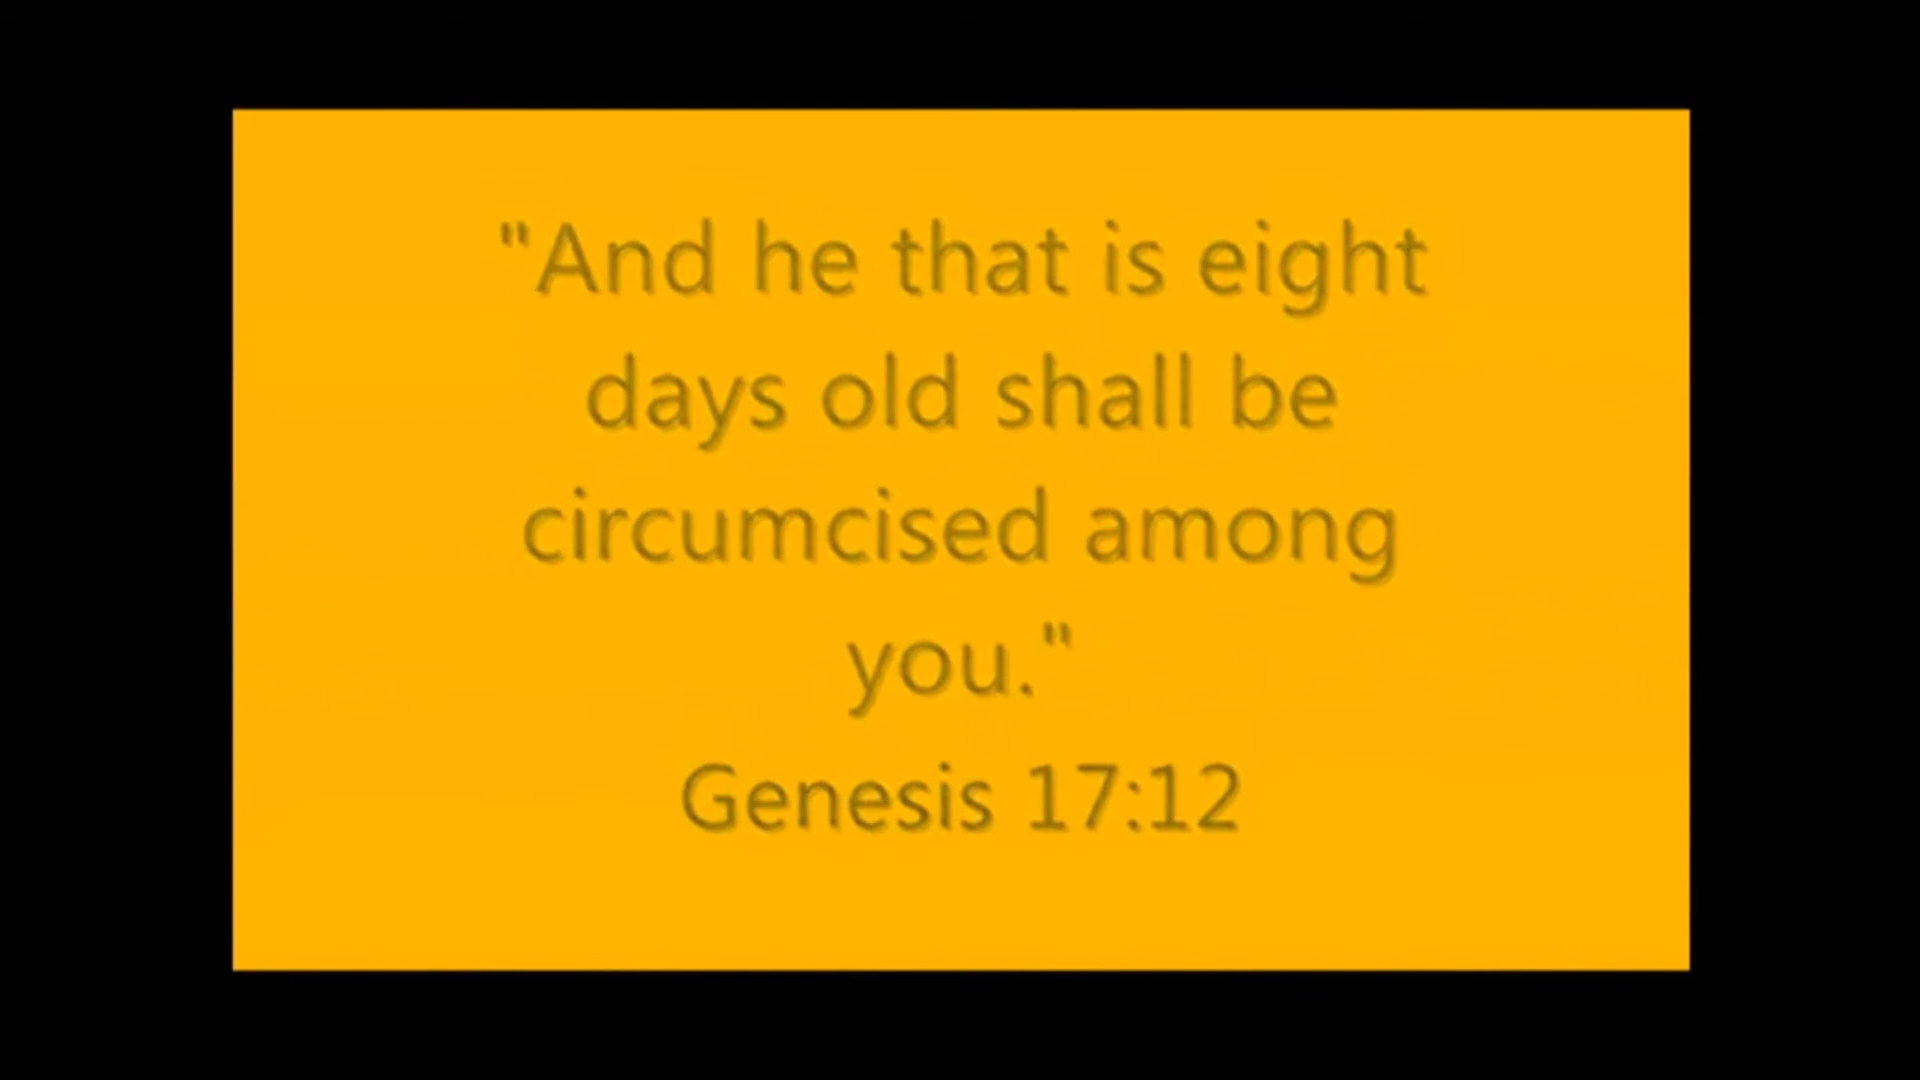 "And he that is eight
days old shall be
circumcised among
you."
Genesis 17:12